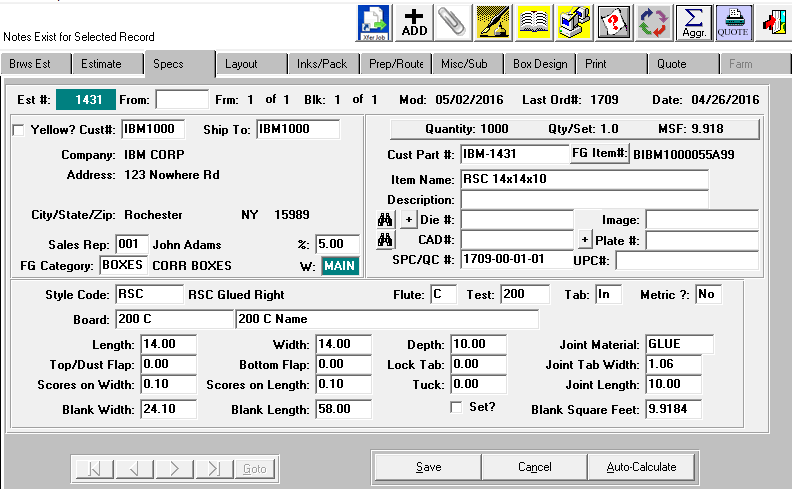 Notes Exist for Selected Record
Xfer Job
ADD
Aggr.
QUOTE
Brws Est Estimate Specs Layout Inks/Pack Prep/Route Misc/Sub Box Design Print Quote Farm
Est #: 1431 From: Frm: 1 of 1 Blk: 1 of 1 Mod: 05/02/2016 Last Ord#: 1709 Date: 04/26/2016
Yellow? Cust#: IBM1000 Ship To: IBM1000
Company: IBM CORP
Address: 123 Nowhere Rd
City/State/Zip: Rochester NY 15989
Sales Rep: 001 John Adams %: 5.00
FG Category: BOXES CORR BOXES W: MAIN
Quantity: 1000 Qty/Set: 1.0 MSF: 9.918
Cust Part #: IBM-1431 FG Item#: BIBM1000055A99
Item Name: RSC 14x14x10
Description:
+ Die #: Image:
CAD#: + Plate #:
SPC/QC #: 1709-00-01-01 UPC#:
Style Code: RSC RSC Glued Right Flute: C Test: 200 Tab: In Metric ?: No
Board: 200 C 200 C Name
Length: 14.00 Width: 14.00 Depth: 10.00 Joint Material: GLUE
Top/Dust Flap: 0.00 Bottom Flap: 0.00 Lock Tab: 0.00 Joint Tab Width: 1.06
Scores on Width: 0.10 Scores on Length: 0.10 Tuck: 0.00 Joint Length: 10.00
Blank Width: 24.10 Blank Length: 58.00 Set? Blank Square Feet: 9.9184
Goto Save Cancel Auto-Calculate